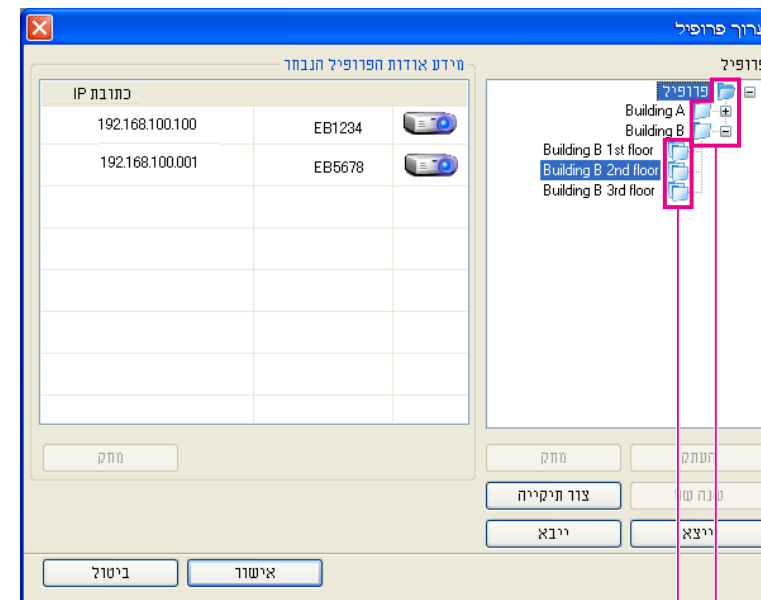 ערוך פרופיל
פרופיל
פרופיל
Building A
Building B
Building B 1st floor
Building B 2nd floor
Building B 3rd floor
מידע אודות הפרופיל הנבחר
כתובת IP
EB1234 192.168.100.100
EB5678 192.168.100.001
העתק
מחק
מחק
שנה שם
צור תיקייה
ייצא
ייבא
אישור
ביטול